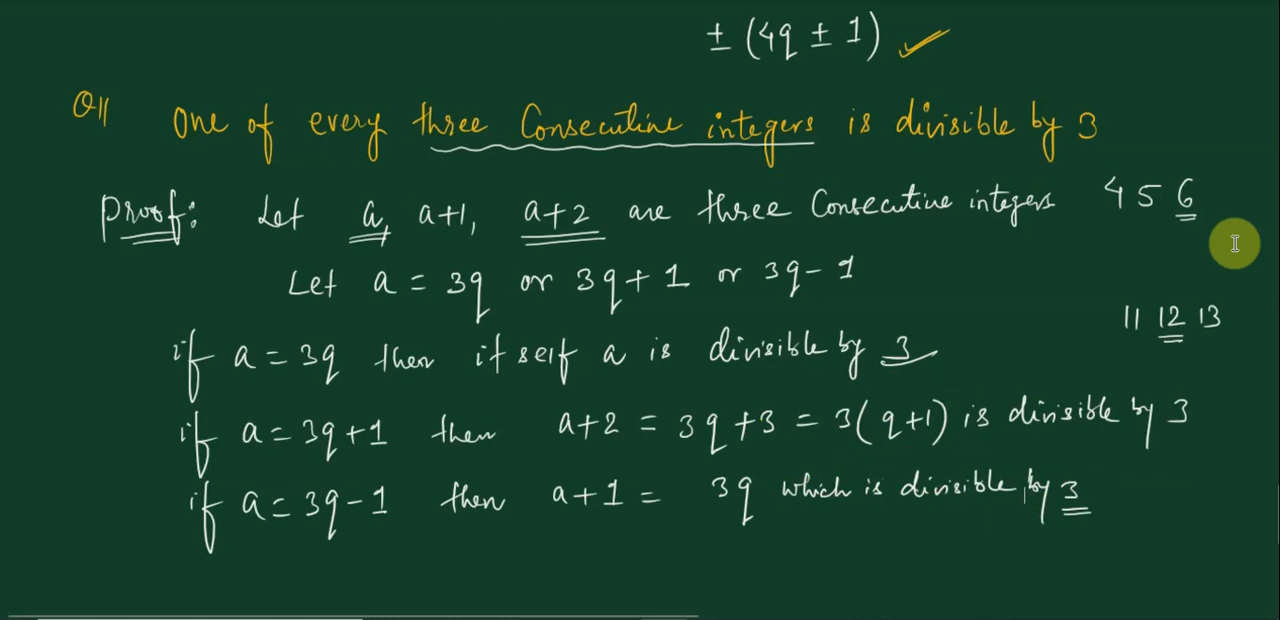 ± (4q ± 1) ✓
Q11 One of every three Consecutive integers is divisible by 3
Proof: Let a, a+1, a+2 are three Consecutive integers 4 5 6
Let a = 3q or 3q+1 or 3q-1
11 12 13
if a = 3q then itself a is divisible by 3
if a = 3q+1 then a+2 = 3q+3 = 3(q+1) is divisible by 3
if a = 3q-1 then a+1 = 3q which is divisible by 3